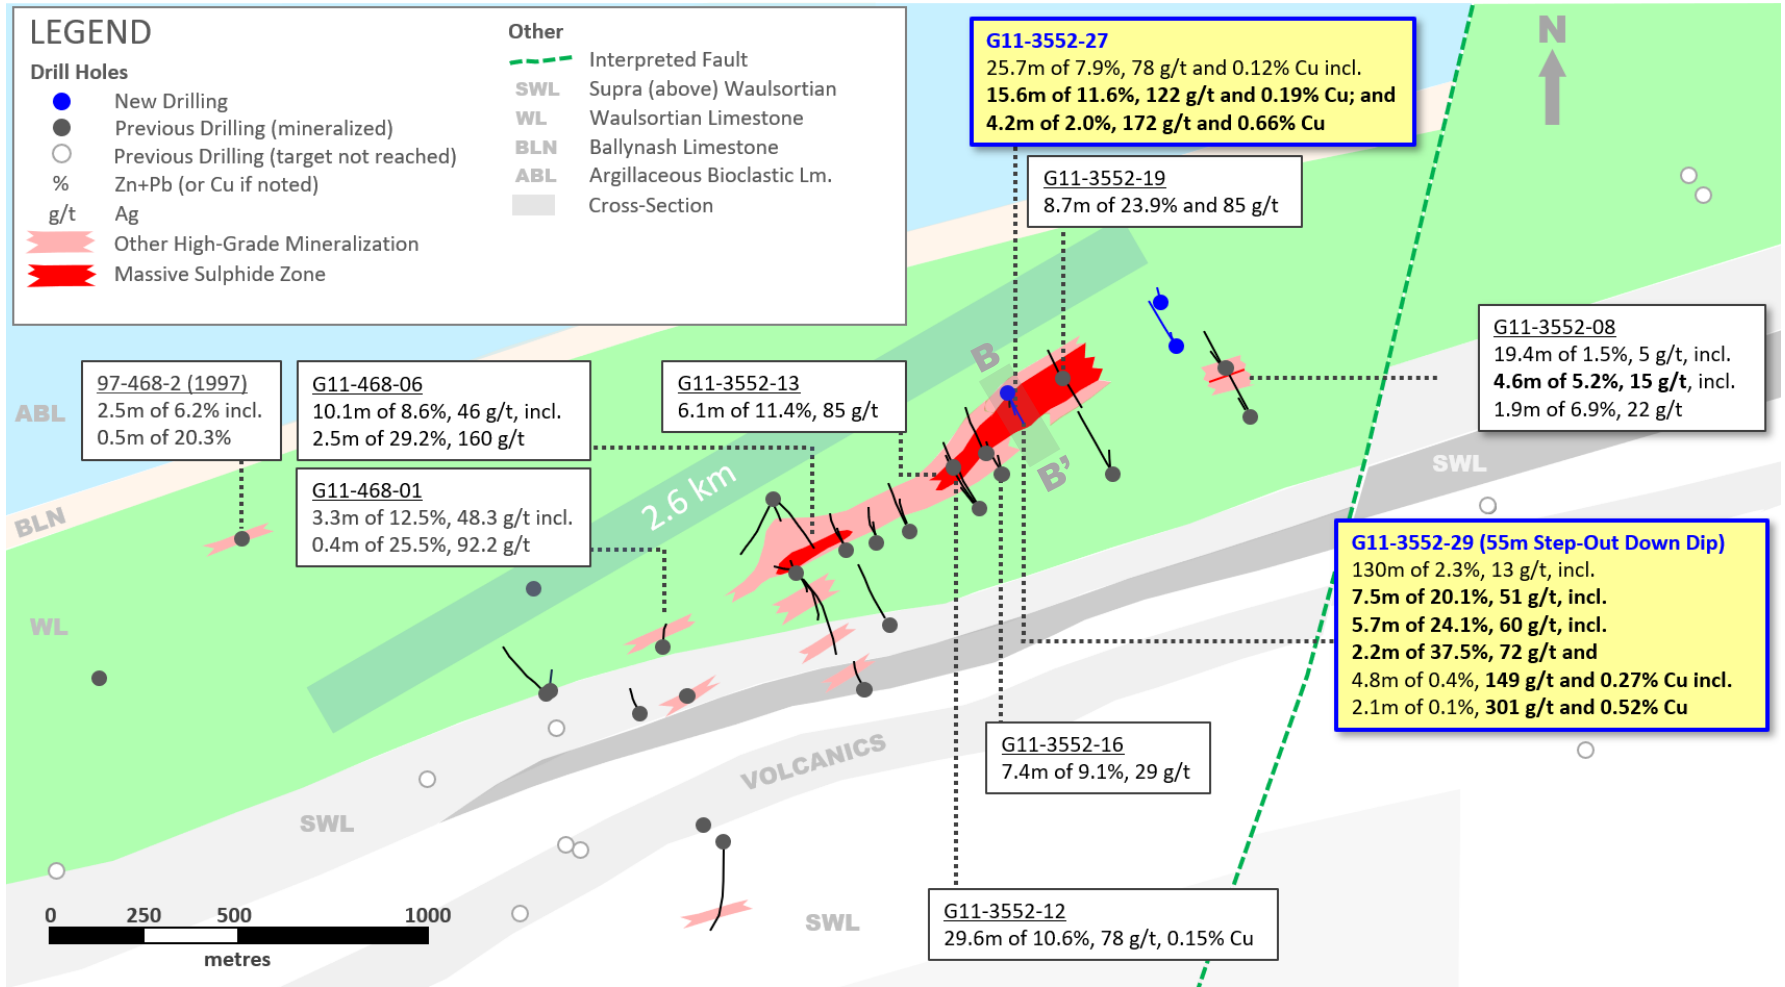 LEGEND
Drill Holes
New Drilling
Previous Drilling (mineralized)
Previous Drilling (target not reached)
% Zn+Pb (or Cu if noted)
g/t Ag
Other High-Grade Mineralization
Massive Sulphide Zone
Other
Interpreted Fault
SWL Supra (above) Waulsortian
WL Waulsortian Limestone
BLN Ballynash Limestone
ABL Argillaceous Bioclastic Lm.
Cross-Section
G11-3552-27
25.7m of 7.9%, 78 g/t and 0.12% Cu incl.
15.6m of 11.6%, 122 g/t and 0.19% Cu; and
4.2m of 2.0%, 172 g/t and 0.66% Cu
N
G11-3552-19
8.7m of 23.9% and 85 g/t
G11-3552-08
19.4m of 1.5%, 5 g/t, incl.
4.6m of 5.2%, 15 g/t, incl.
1.9m of 6.9%, 22 g/t
97-468-2 (1997)
2.5m of 6.2% incl.
0.5m of 20.3%
G11-468-06
10.1m of 8.6%, 46 g/t, incl.
2.5m of 29.2%, 160 g/t
G11-3552-13
6.1m of 11.4%, 85 g/t
B
B'
ABL
SWL
G11-468-01
3.3m of 12.5%, 48.3 g/t incl.
0.4m of 25.5%, 92.2 g/t
2.6 km
BLN
WL
G11-3552-29 (55m Step-Out Down Dip)
130m of 2.3%, 13 g/t, incl.
7.5m of 20.1%, 51 g/t, incl.
5.7m of 24.1%, 60 g/t, incl.
2.2m of 37.5%, 72 g/t and
4.8m of 0.4%, 149 g/t and 0.27% Cu incl.
2.1m of 0.1%, 301 g/t and 0.52% Cu
G11-3552-16
7.4m of 9.1%, 29 g/t
VOLCANICS
SWL
G11-3552-12
29.6m of 10.6%, 78 g/t, 0.15% Cu
SWL
0 250 500 1000
metres